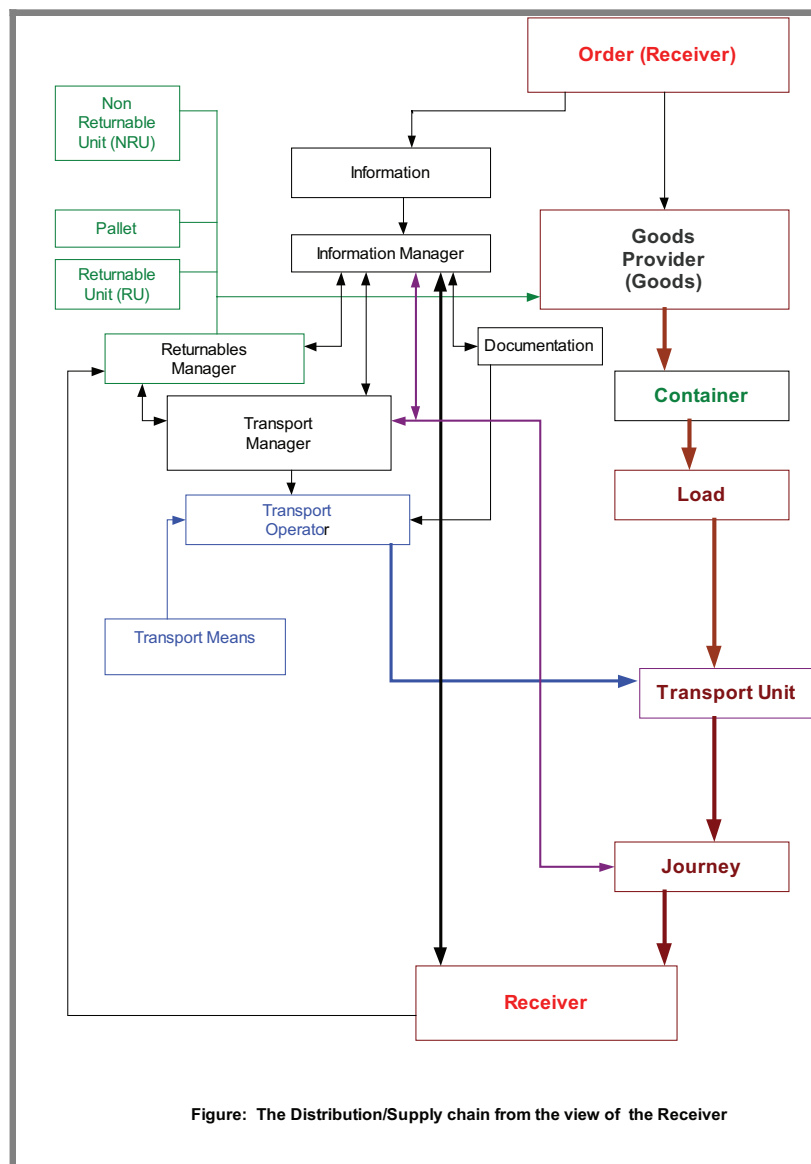 Order (Receiver)
Non
Returnable
Unit (NRU)
Information
Pallet
Goods
Provider
(Goods)
Information Manager
Returnable
Unit (RU)
Returnables
Manager
Documentation
Container
Transport
Manager
Load
Transport
Operator
Transport Means
Transport Unit
Journey
Receiver
Figure: The Distribution/Supply chain from the view of the Receiver